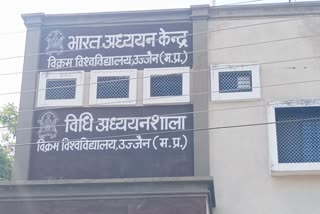 भारत अध्ययन केन्द्र
विक्रम विश्वविद्यालय, उज्जैन (म.प्र.)
विधि अध्ययनशाला
विक्रम विश्वविद्यालय, उज्जैन (म.प्र.)